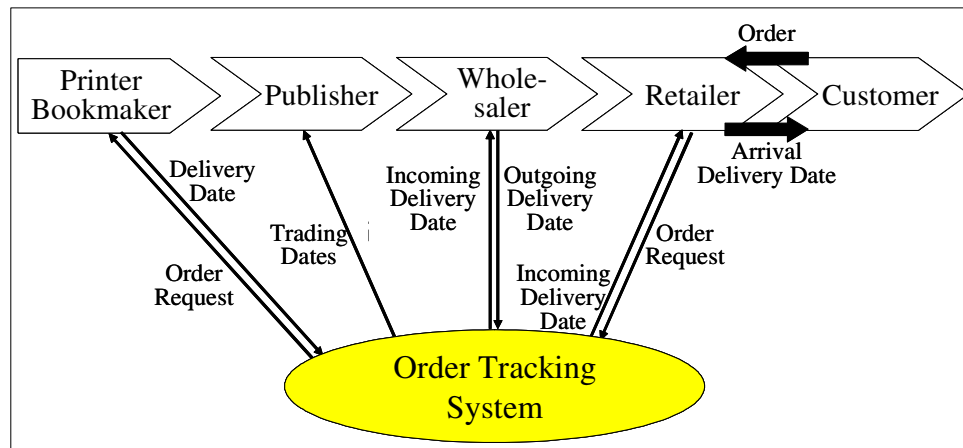 Order
Printer
Bookmaker
Publisher
Whole-
saler
Retailer
Customer
Arrival
Delivery Date
Delivery
Date
Incoming
Delivery
Date
Outgoing
Delivery
Date
Trading
Dates
Order
Request
Order
Request
Incoming
Delivery
Date
Order Tracking
System